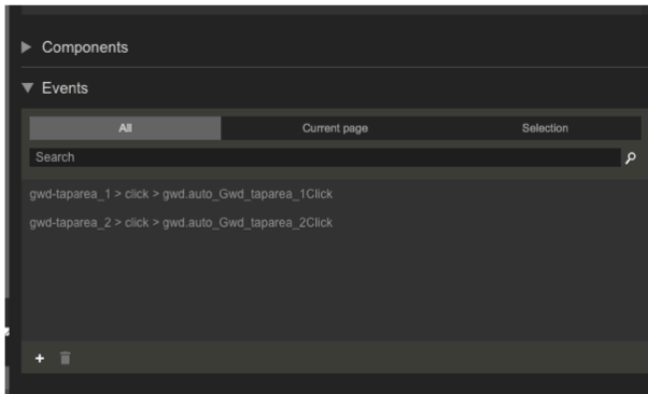 Components
Events
All Current page Selection
Search
gwd-taparea_1 > click > gwd.auto_Gwd_taparea_1Click
gwd-taparea_2 > click > gwd.auto_Gwd_taparea_2Click